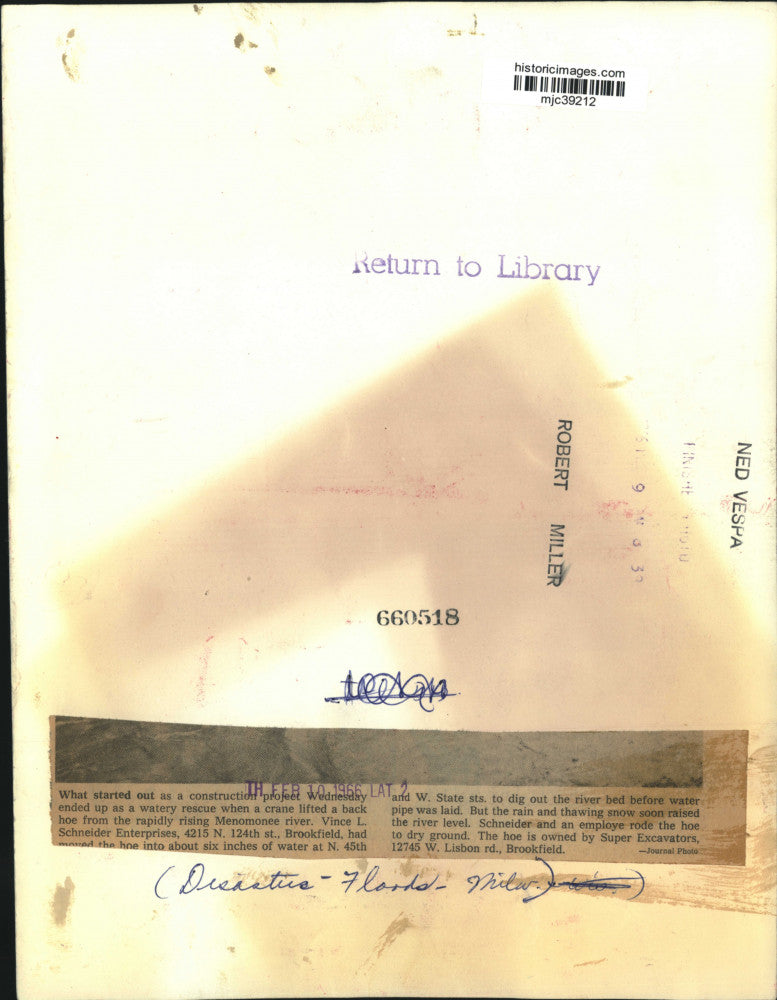 historicimages.com
mjc39212
Return to Library
ROBERT MILLER
NED VESPA
660518
TH FEB 10 1966 LAT. 2
What started out as a construction project Wednesday
ended up as a watery rescue when a crane lifted a back
hoe from the rapidly rising Menomonee river. Vince L.
Schneider Enterprises, 4215 N. 124th st., Brookfield, had
moved the hoe into about six inches of water at N. 45th
and W. State sts. to dig out the river bed before water
pipe was laid. But the rain and thawing snow soon raised
the river level. Schneider and an employe rode the hoe
to dry ground. The hoe is owned by Super Excavators,
12745 W. Lisbon rd., Brookfield. —Journal Photo
(Disasters - Floods - Milw.)